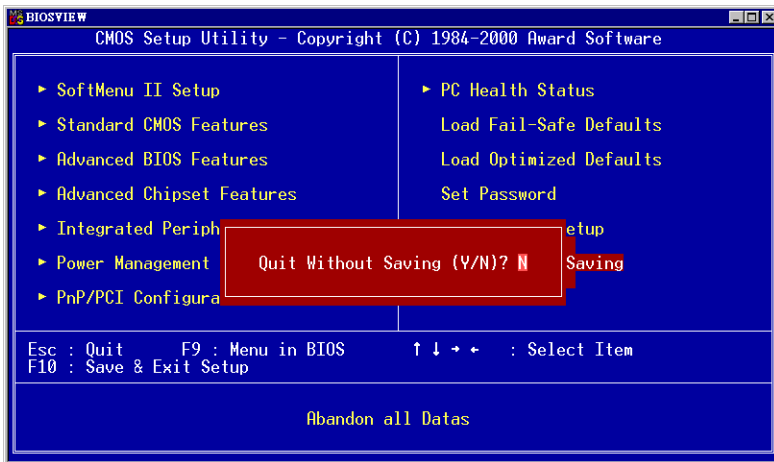 BIOSVIEW
CMOS Setup Utility - Copyright (C) 1984-2000 Award Software
SoftMenu II Setup
Standard CMOS Features
Advanced BIOS Features
Advanced Chipset Features
Integrated Periph
Power Management
PnP/PCI Configura
PC Health Status
Load Fail-Safe Defaults
Load Optimized Defaults
Set Password
etup
Saving
Quit Without Saving (Y/N)? N
Esc : Quit F9 : Menu in BIOS ↑ ↓ → ← : Select Item
F10 : Save & Exit Setup
Abandon all Datas